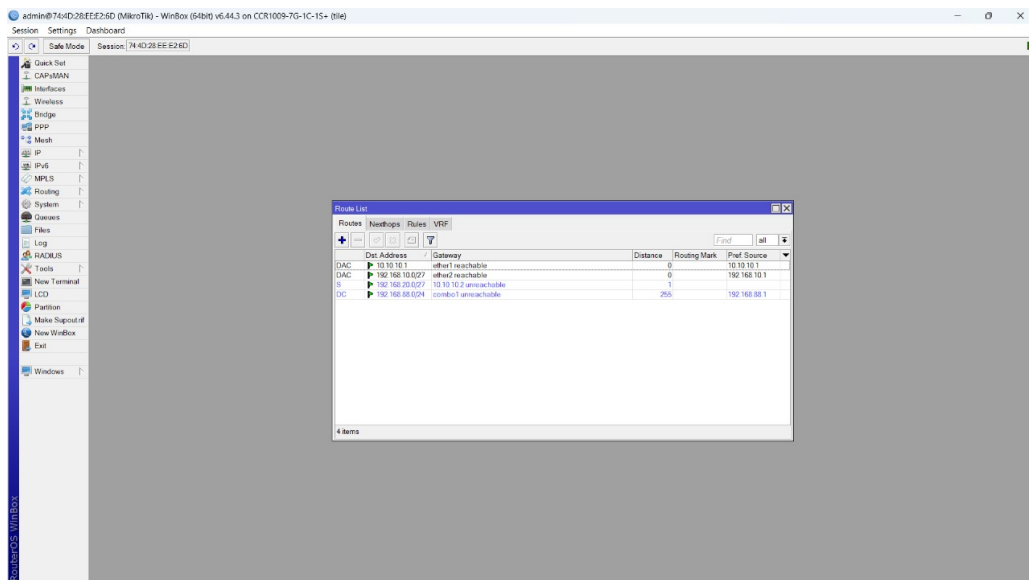 admin@74:4D:28:EE:E2:6D (MikroTik) - WinBox (64bit) v6.44.3 on CCR1009-7G-1C-1S+ (tile)
Session Settings Dashboard
Safe Mode Session: 74:4D:28:EE:E2:6D
Quick Set
CAPsMAN
Interfaces
Wireless
Bridge
PPP
Mesh
IP
IPv6
MPLS
Routing
System
Queues
Files
Log
RADIUS
Tools
New Terminal
LCD
Partition
Make Supout.rif
New WinBox
Exit
Windows
RouterOS WinBox
Route List
Routes Nexthops Rules VRF
Find all
Dst. Address Gateway Distance Routing Mark Pref. Source
DAC 10.10.10.1 ether1 reachable 0 10.10.10.1
DAC 192.168.10.0/27 ether2 reachable 0 192.168.10.1
S 192.168.20.0/27 10.10.10.2 unreachable 1
DC 192.168.88.0/24 combo1 unreachable 255 192.168.88.1
4 items